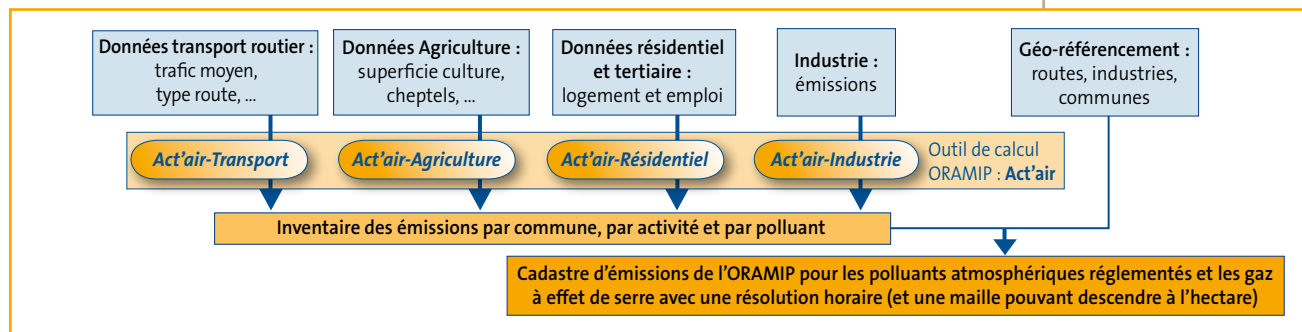 Données transport routier :
trafic moyen,
type route, ...
Données Agriculture :
superficie culture,
cheptels, ...
Données résidentiel
et tertiaire :
logement et emploi
Industrie :
émissions
Géo-référencement :
routes, industries,
communes
Act'air-Transport
Act'air-Agriculture
Act'air-Résidentiel
Act'air-Industrie
Outil de calcul
ORAMIP : Act'air
Inventaire des émissions par commune, par activité et par polluant
Cadastre d'émissions de l'ORAMIP pour les polluants atmosphériques réglementés et les gaz
à effet de serre avec une résolution horaire (et une maille pouvant descendre à l'hectare)